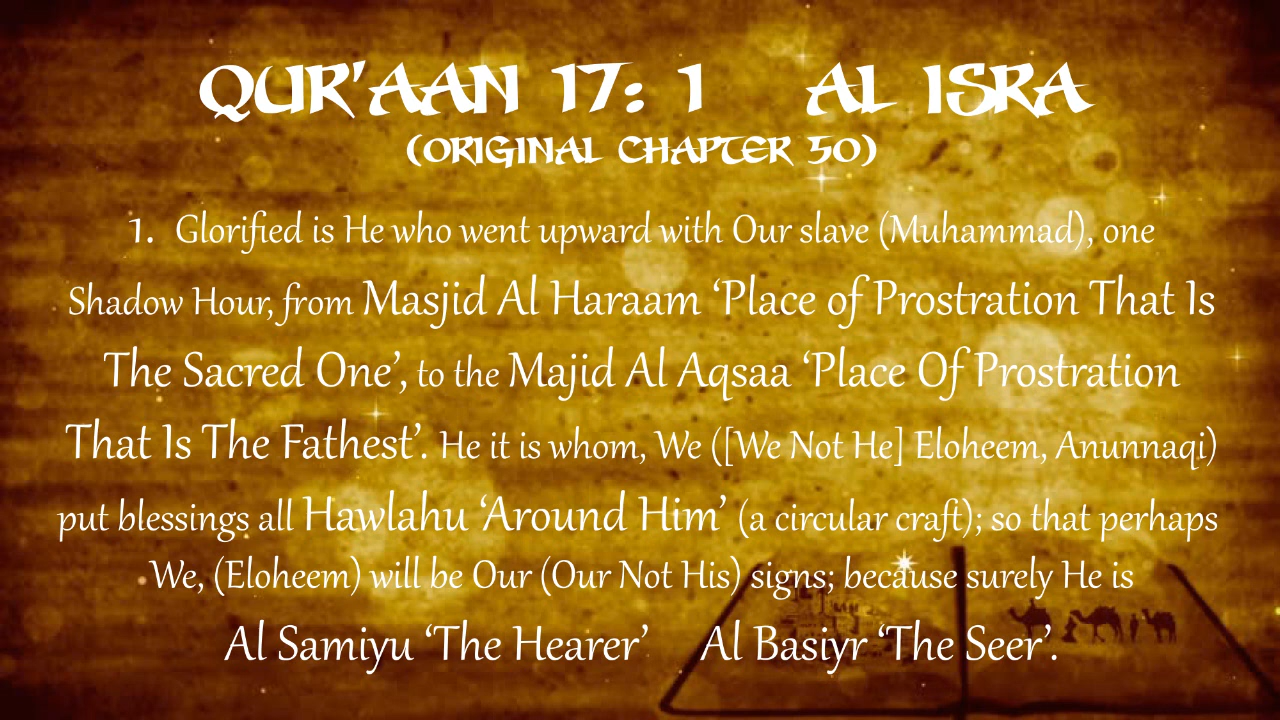 QUR'AAN 17: 1 AL ISRA
(ORIGINAL CHAPTER 50)
1. Glorified is He who went upward with Our slave (Muhammad), one
Shadow Hour, from Masjid Al Haraam ‘Place of Prostration That Is
The Sacred One’, to the Majid Al Aqsaa ‘Place Of Prostration
That Is The Fathest’. He it is whom, We ([We Not He] Eloheem, Anunnaqi)
put blessings all Hawlahu ‘Around Him’ (a circular craft); so that perhaps
We, (Eloheem) will be Our (Our Not His) signs; because surely He is
Al Samiyu ‘The Hearer’ Al Basiyr ‘The Seer’.